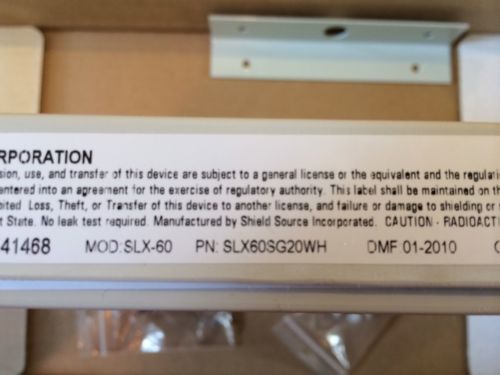 RPORATION
sion, use, and transfer of this device are subject to a general license or the equivalent and the regulati
entered into an agreement for the exercise of regulatory authority. This label shall be maintained on th
bited Loss, Theft, or Transfer of this device to another license, and failure or damage to shielding or
t State. No leak test required. Manufactured by Shield Source Incorporated. CAUTION - RADIOACT
41468 MOD:SLX-60 PN: SLX60SG20WH DMF 01-2010